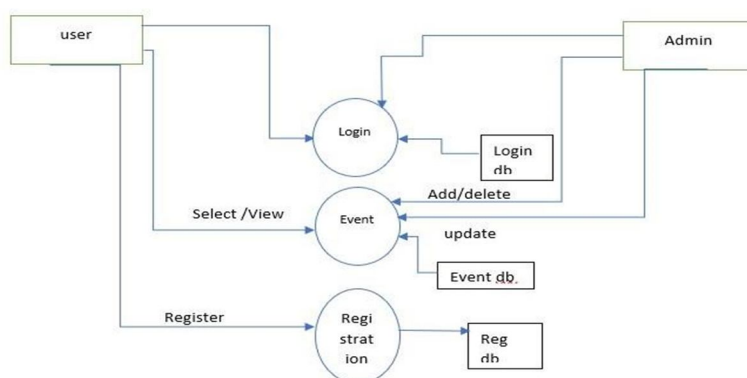 user
Admin
Login
Login
db
Add/delete
Select /View
Event
update
Event db.
Register
Regi
strat
ion
Reg
db